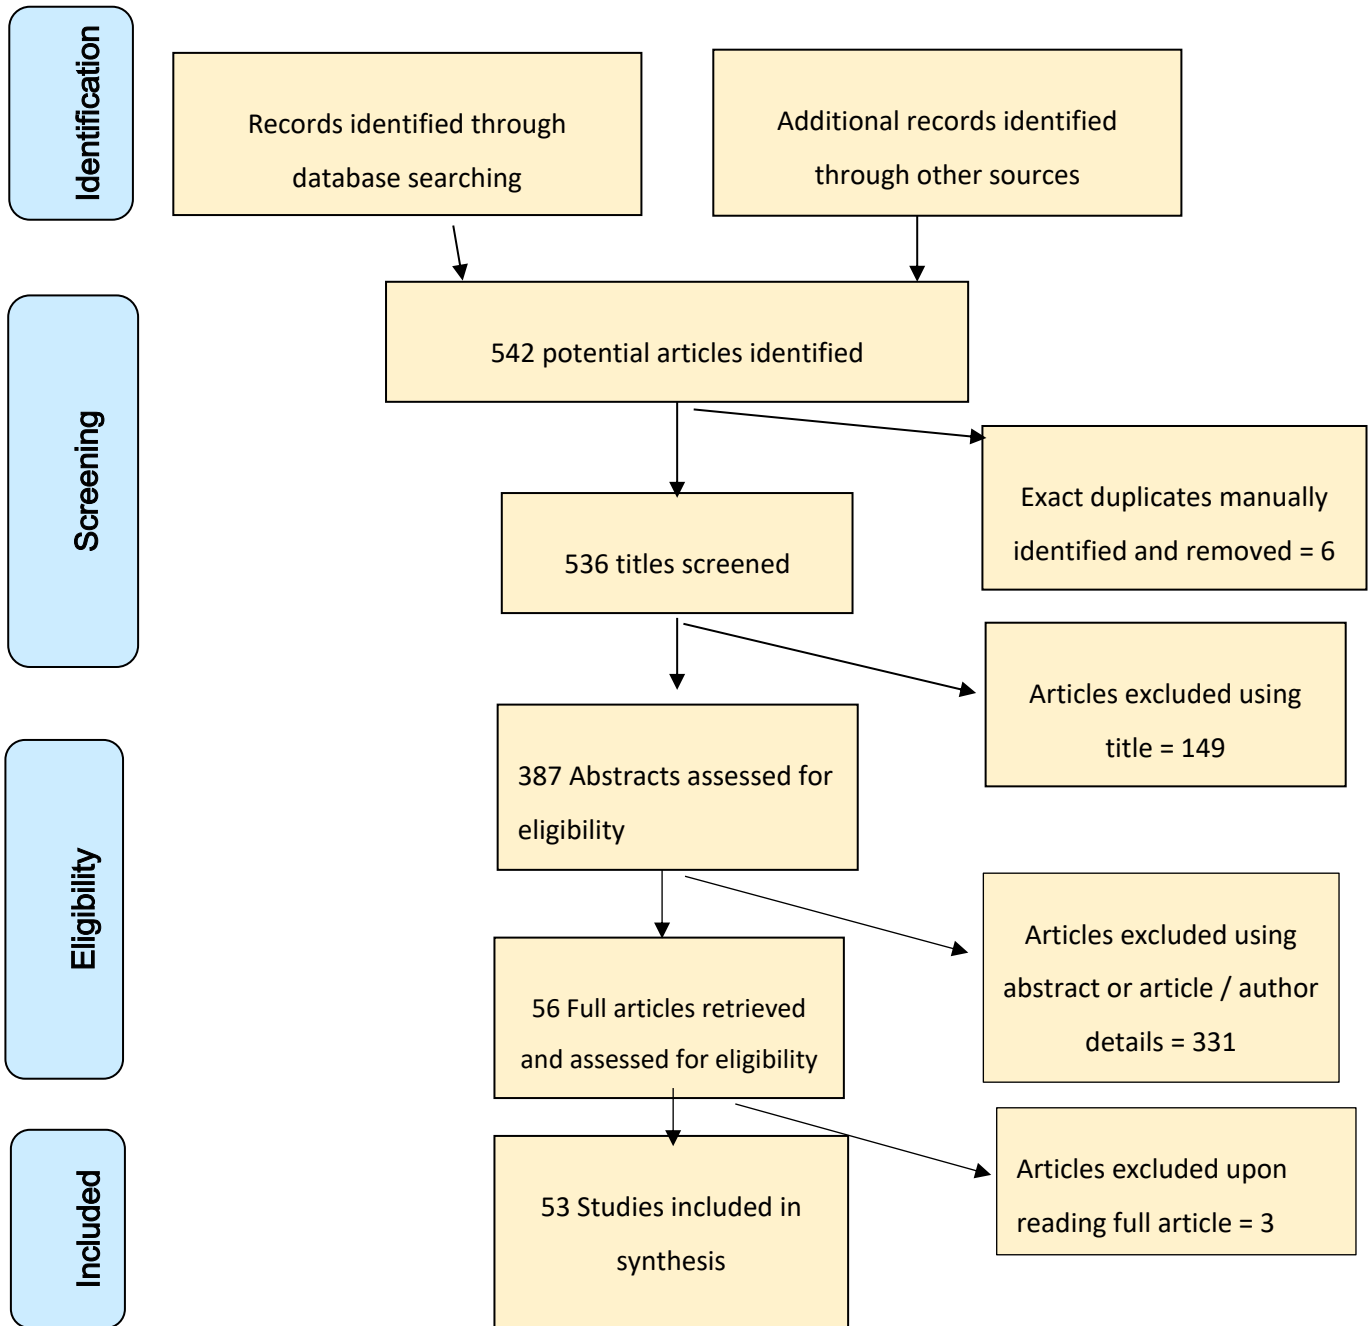 Identification
Records identified through
database searching
Additional records identified
through other sources
Screening
542 potential articles identified
Exact duplicates manually
identified and removed = 6
536 titles screened
Articles excluded using
title = 149
Eligibility
387 Abstracts assessed for
eligibility
Articles excluded using
abstract or article / author
details = 331
56 Full articles retrieved
and assessed for eligibility
Included
53 Studies included in
synthesis
Articles excluded upon
reading full article = 3